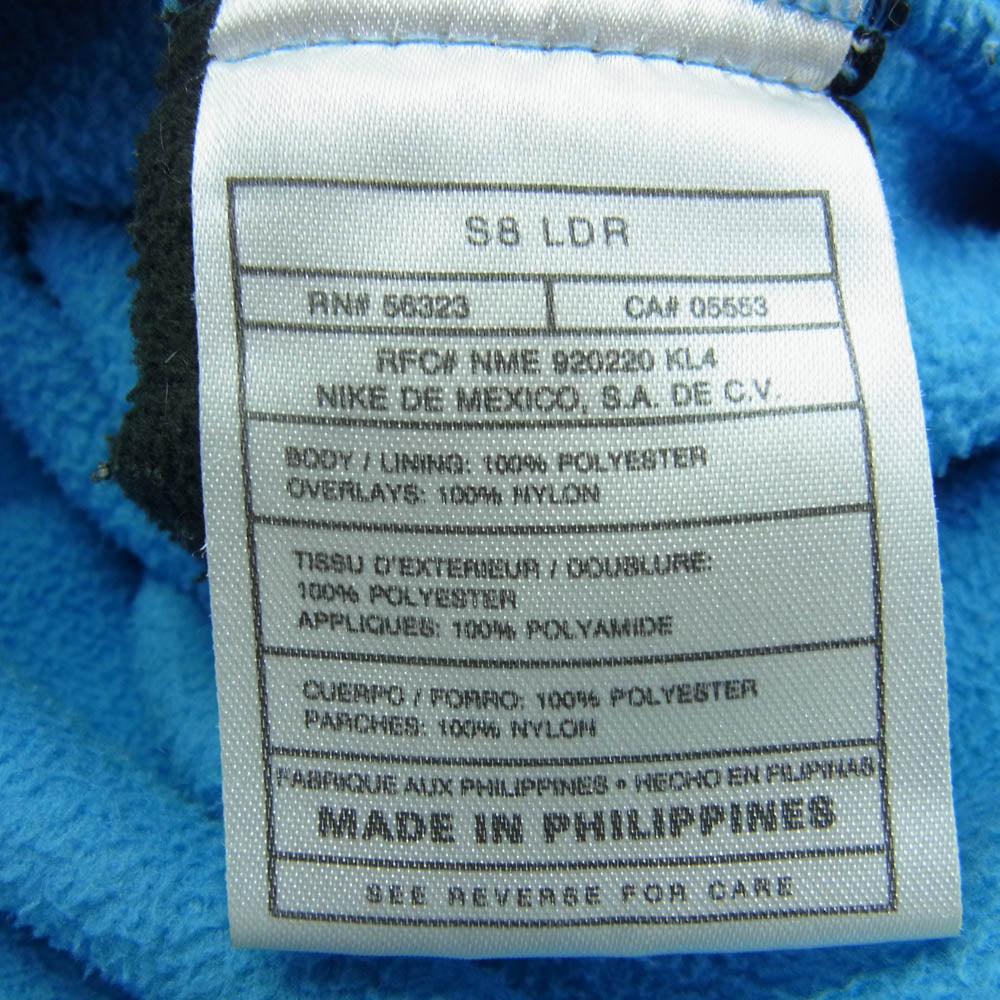 S8 LDR
RN# 56323 CA# 05553
RFC# NME 920220 KL4
NIKE DE MEXICO, S.A. DE C.V.
BODY / LINING: 100% POLYESTER
OVERLAYS: 100% NYLON
TISSU D'EXTERIEUR / DOUBLURE:
100% POLYESTER
APPLIQUES: 100% POLYAMIDE
CUERPO / FORRO: 100% POLYESTER
PARCHES: 100% NYLON
FABRIQUE AUX PHILIPPINES • HECHO EN FILIPINAS
MADE IN PHILIPPINES
SEE REVERSE FOR CARE